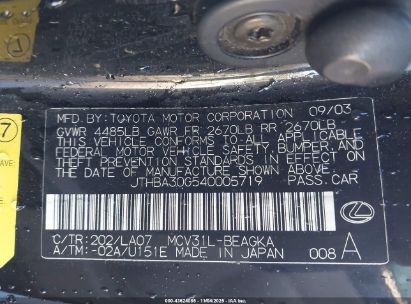 MFD. BY: TOYOTA MOTOR CORPORATION 09/03
GVWR 4485LB GAWR FR 2670LB RR 2670LB
THIS VEHICLE CONFORMS TO ALL APPLICABLE
FEDERAL MOTOR VEHICLE SAFETY, BUMPER, AND
THEFT PREVENTION STANDARDS IN EFFECT ON
THE DATE OF MANUFACTURE SHOWN ABOVE.
JTHBA30G540005719 PASS. CAR
C/TR: 202/LA07 MCV31L-BEAGKA
A/TM: -02A/U151E MADE IN JAPAN 008 A